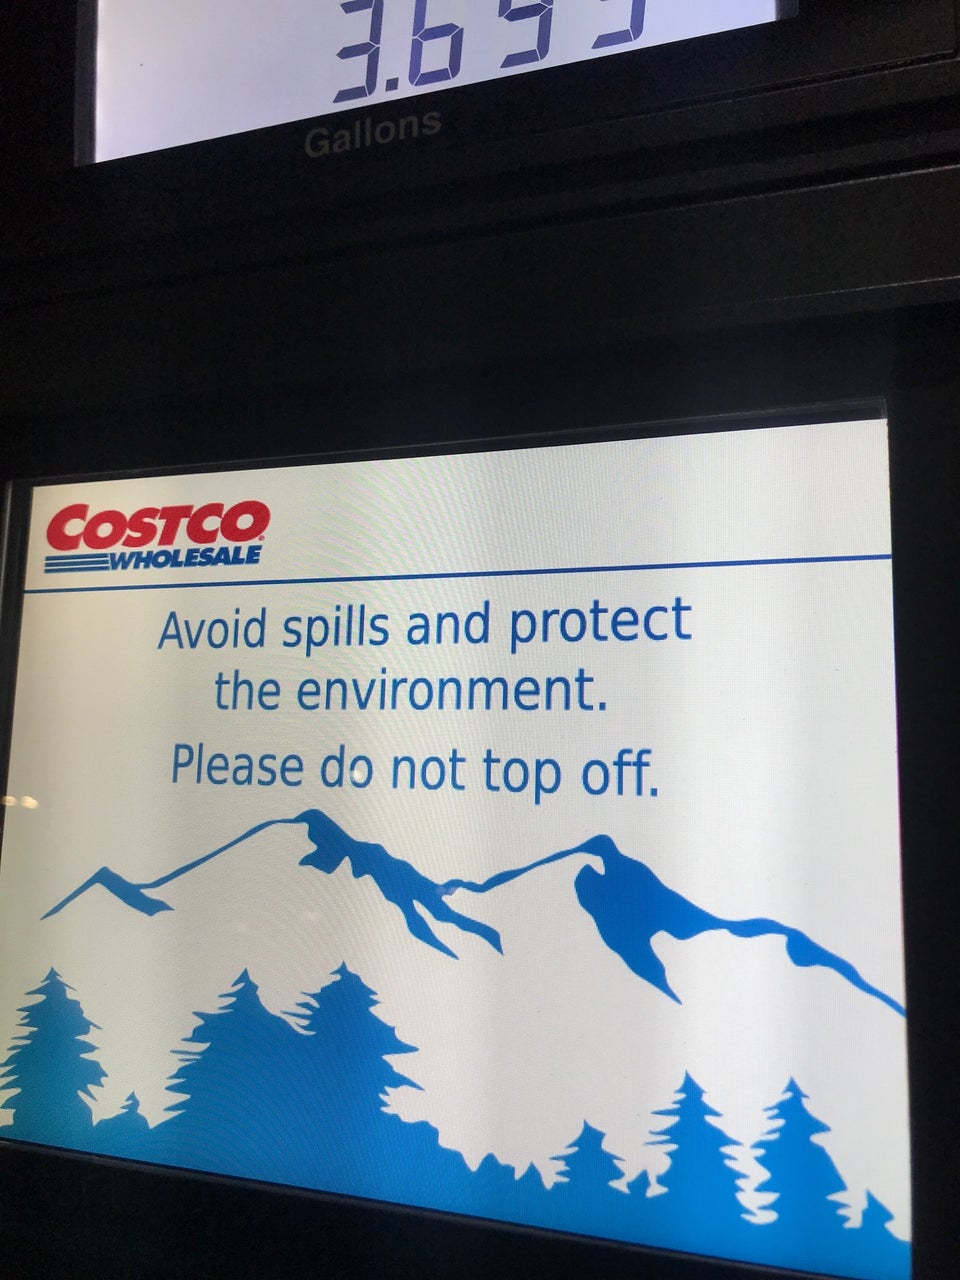 Gallons
COSTCO
WHOLESALE
Avoid spills and protect
the environment.
Please do not top off.